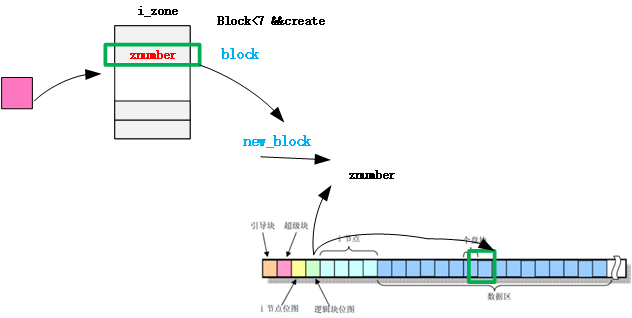 i_zone
Block<7 &&create
znumber
block
new_block
znumber
i 节点
引导块
超级块
个盘块
i 节点位图
逻辑块位图
数据区